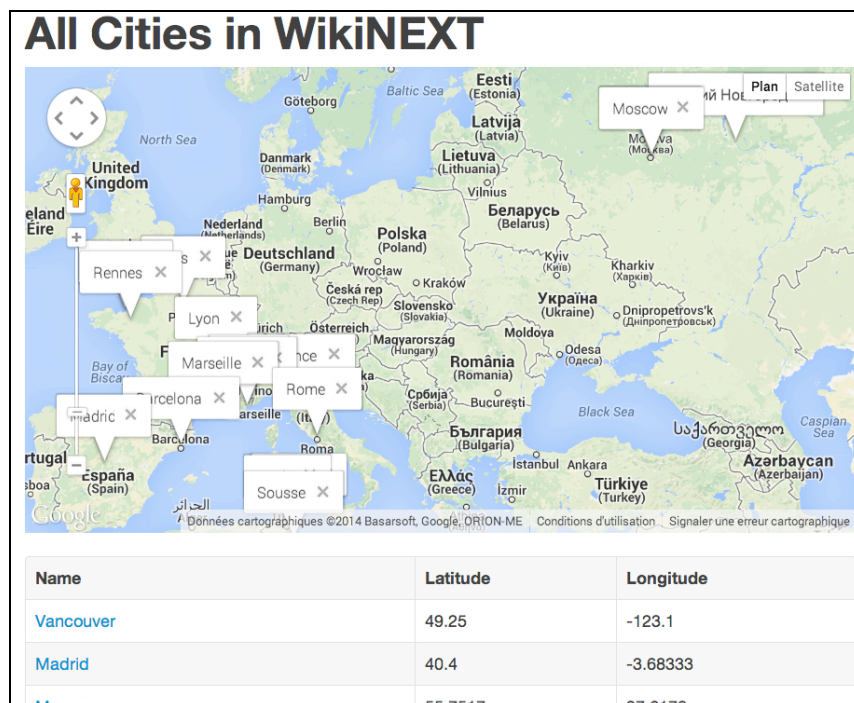 All Cities in WikiNEXT
Plan
Satellite
Eesti
(Estonia)
Baltic Sea
Göteborg
Moscow
Latvija
(Latvia)
North Sea
Danmark
(Denmark)
Lietuva
(Lithuania)
United
Kingdom
Vilnius
Éire
Hamburg
Беларусь
(Belarus)
Nederland
(Netherlands)
Berlin
Polska
(Poland)
Deutschland
(Germany)
Wrocław
Kraków
Kyiv
(Київ)
Kharkiv
(Харків)
Rennes
Česká rep
(Czech Rep)
Slovensko
(Slovakia)
Україна
(Ukraine)
Dnipropetrovs'k
(Дніпропетровськ)
Lyon
Österreich
Magyarország
(Hungary)
Moldova
Odesa
(Одеса)
Marseille
România
(Romania)
Bay of
Rome
Србија
(Serbia)
București
Barcelona
Black Sea
Madrid
Barcelona
Roma
България
(Bulgaria)
საქართველო
(Georgia)
Caspian
Sea
Azərbaycan
(Azerbaijan)
España
(Spain)
Sousse
Ελλάς
(Greece)
İstanbul
Ankara
İzmir
Türkiye
(Turkey)
Google
Données cartographiques ©2014 Basarsoft, Google, ORION-ME
Conditions d'utilisation
Signaler une erreur cartographique
Name Latitude Longitude
Vancouver 49.25 -123.1
Madrid 40.4 -3.68333